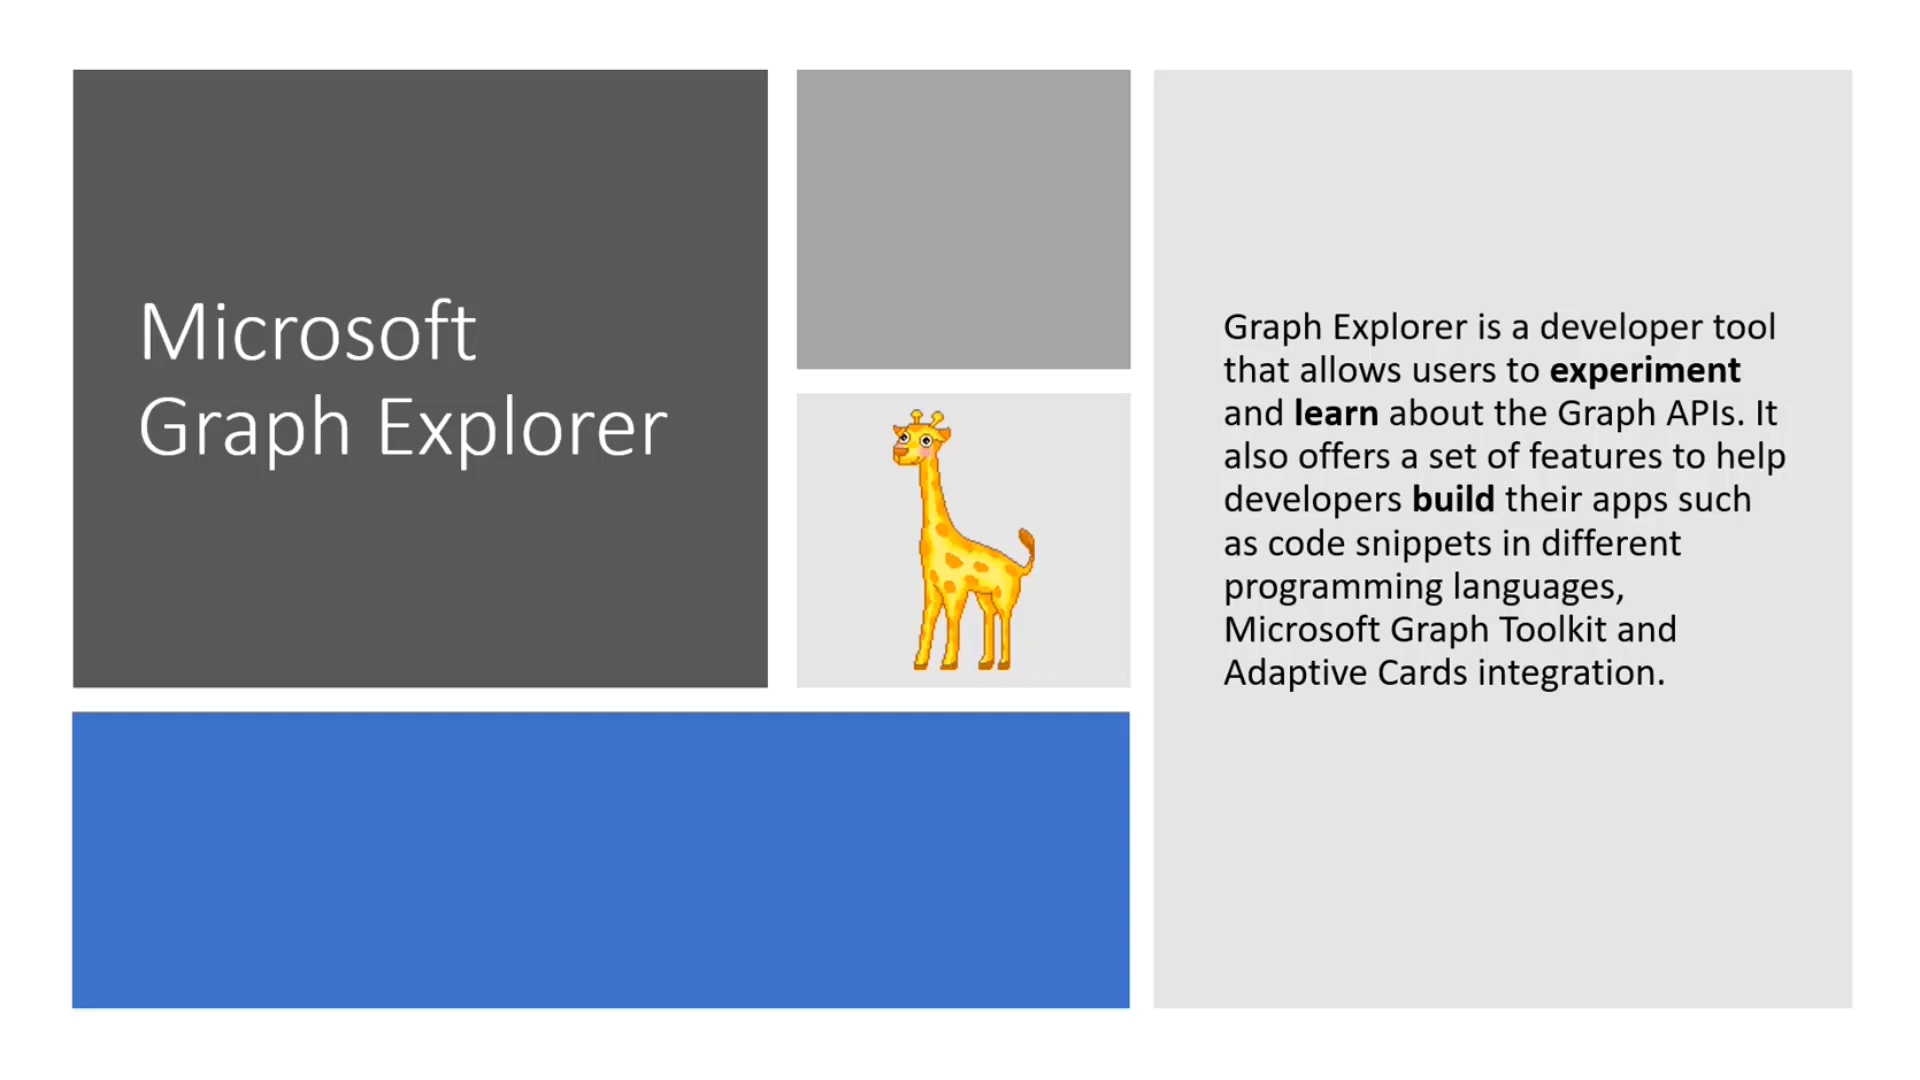 Microsoft
Graph Explorer
Graph Explorer is a developer tool
that allows users to experiment
and learn about the Graph APIs. It
also offers a set of features to help
developers build their apps such
as code snippets in different
programming languages,
Microsoft Graph Toolkit and
Adaptive Cards integration.